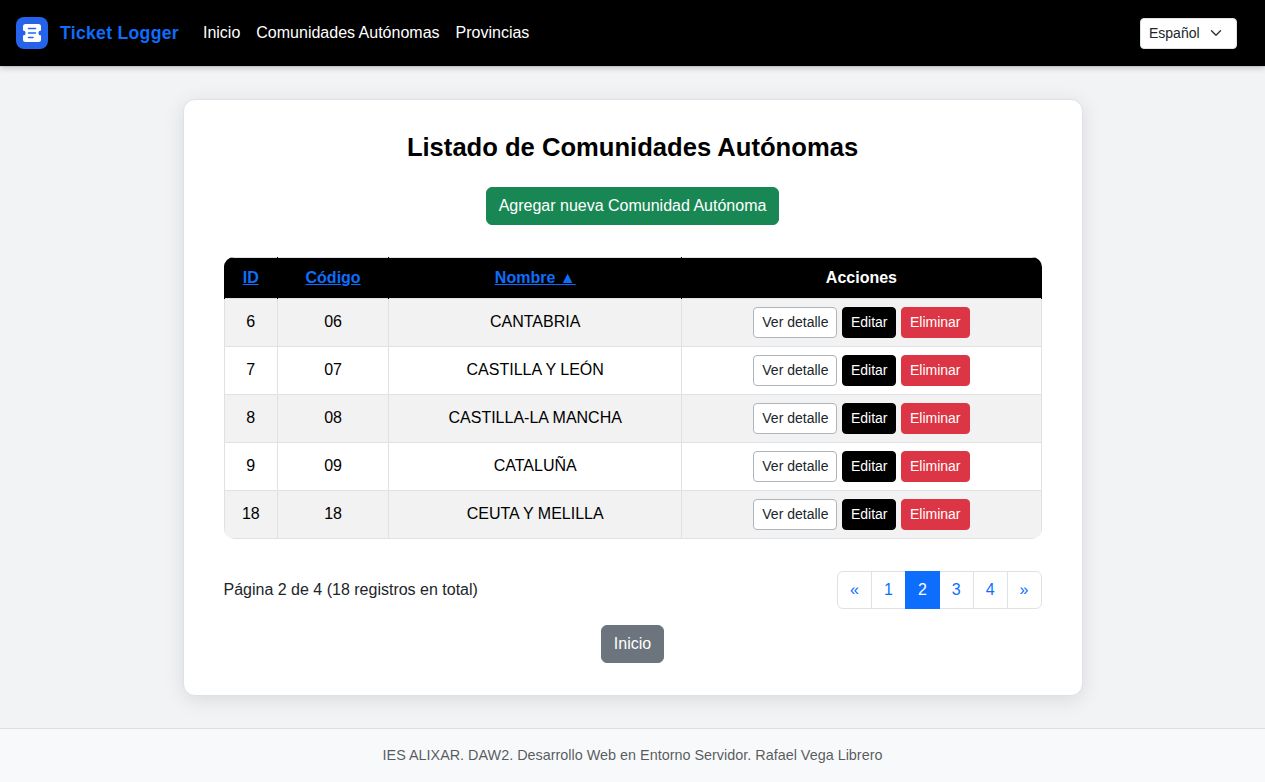 Ticket Logger Inicio Comunidades Autónomas Provincias Español
Listado de Comunidades Autónomas
Agregar nueva Comunidad Autónoma
ID Código Nombre ▲ Acciones
6 06 CANTABRIA Ver detalle Editar Eliminar
7 07 CASTILLA Y LEÓN Ver detalle Editar Eliminar
8 08 CASTILLA-LA MANCHA Ver detalle Editar Eliminar
9 09 CATALUÑA Ver detalle Editar Eliminar
18 18 CEUTA Y MELILLA Ver detalle Editar Eliminar
Página 2 de 4 (18 registros en total) « 1 2 3 4 »
Inicio
IES ALIXAR. DAW2. Desarrollo Web en Entorno Servidor. Rafael Vega Librero